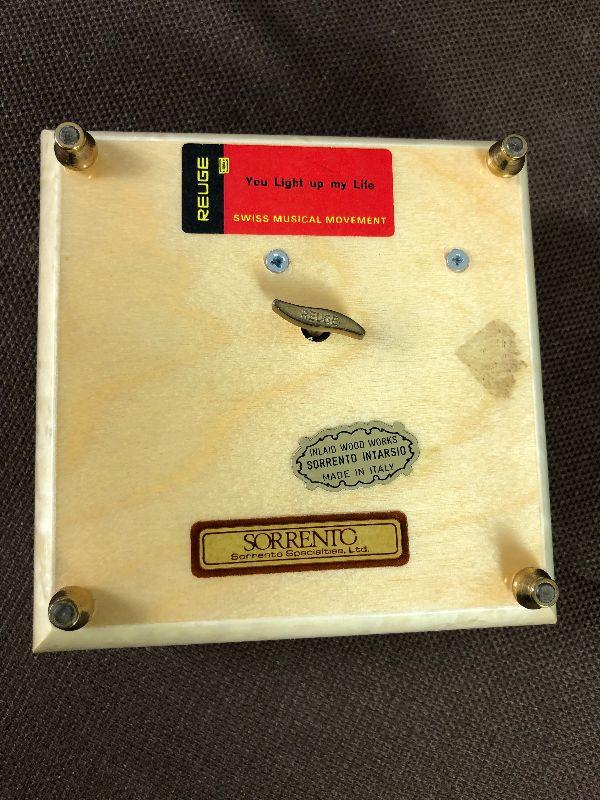 REUGE
You Light up my Life
SWISS MUSICAL MOVEMENT
REUGE
INLAID WOOD WORKS
SORRENTO INTARSIO
MADE IN ITALY
SORRENTO
Sorrento Specialties, Ltd.